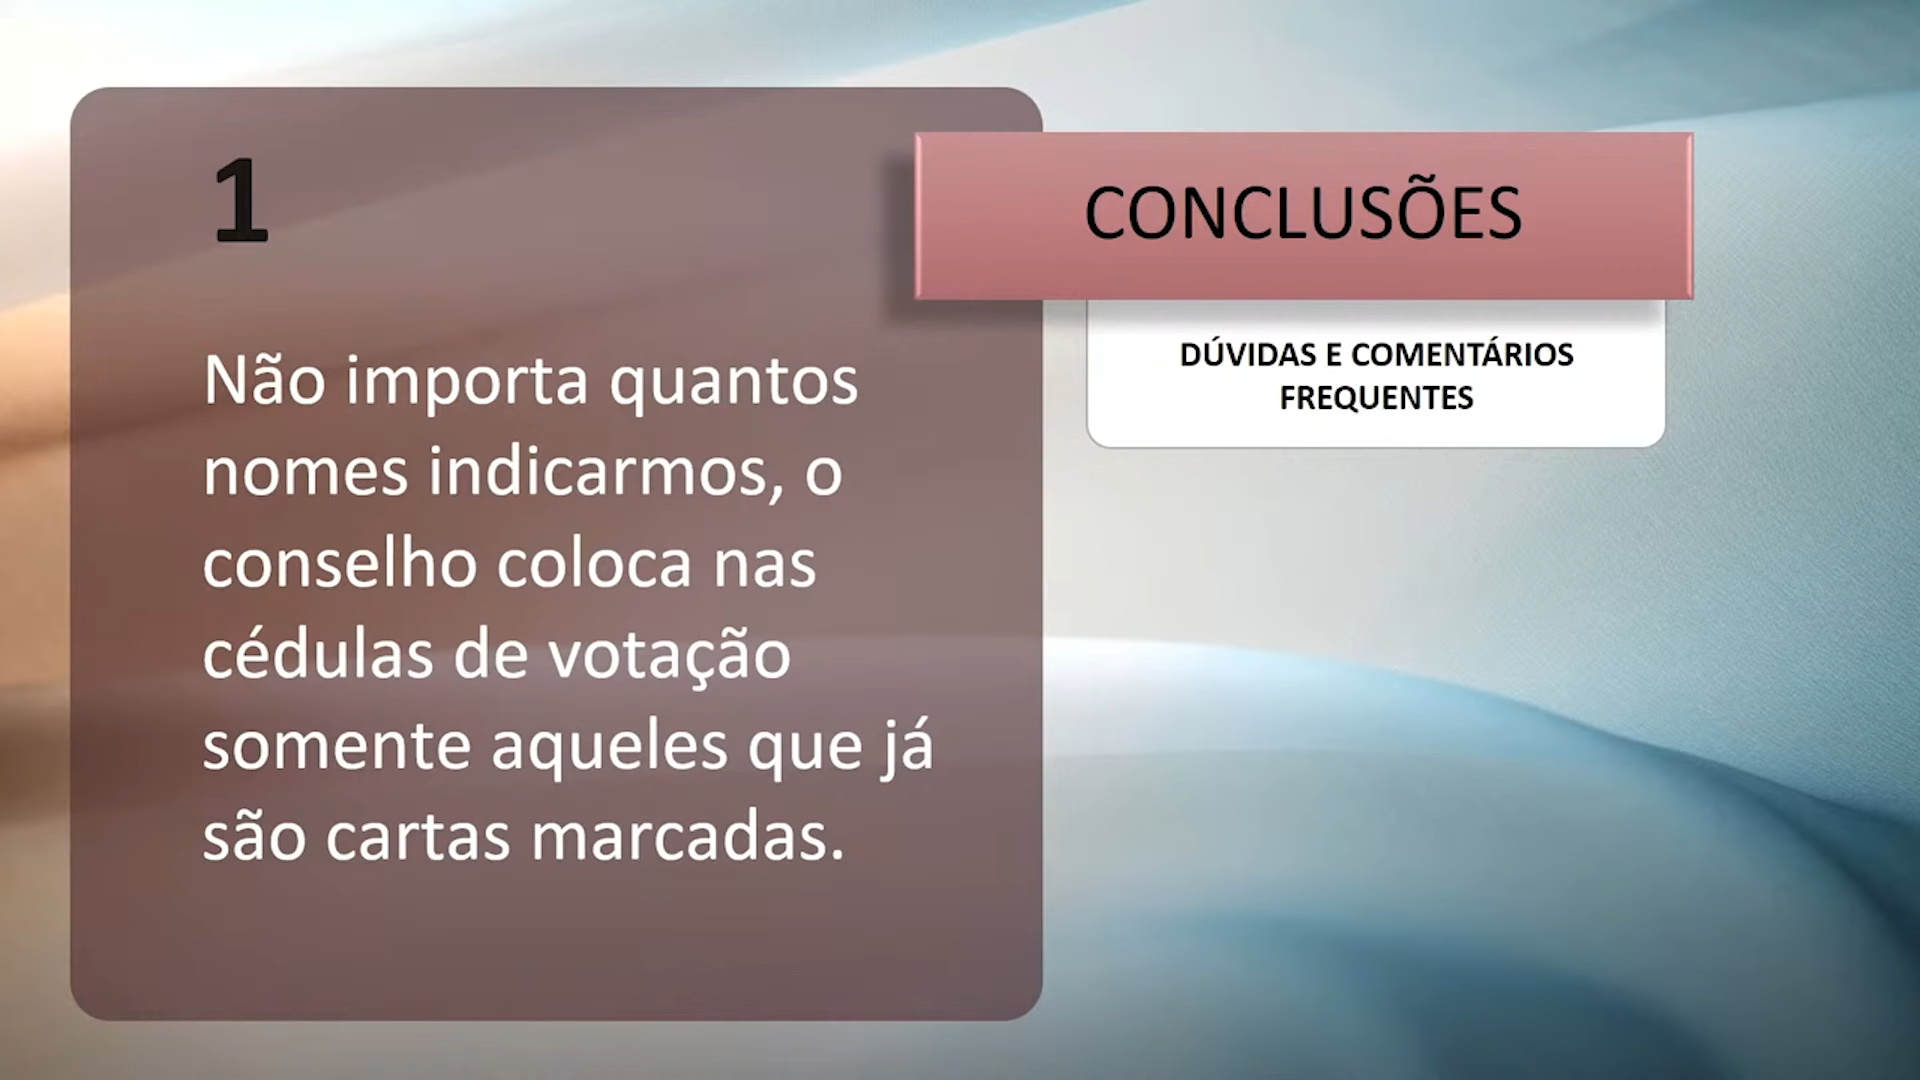 1
Não importa quantos
nomes indicarmos, o
conselho coloca nas
cédulas de votação
somente aqueles que já
são cartas marcadas.
CONCLUSÕES
DÚVIDAS E COMENTÁRIOS
FREQUENTES